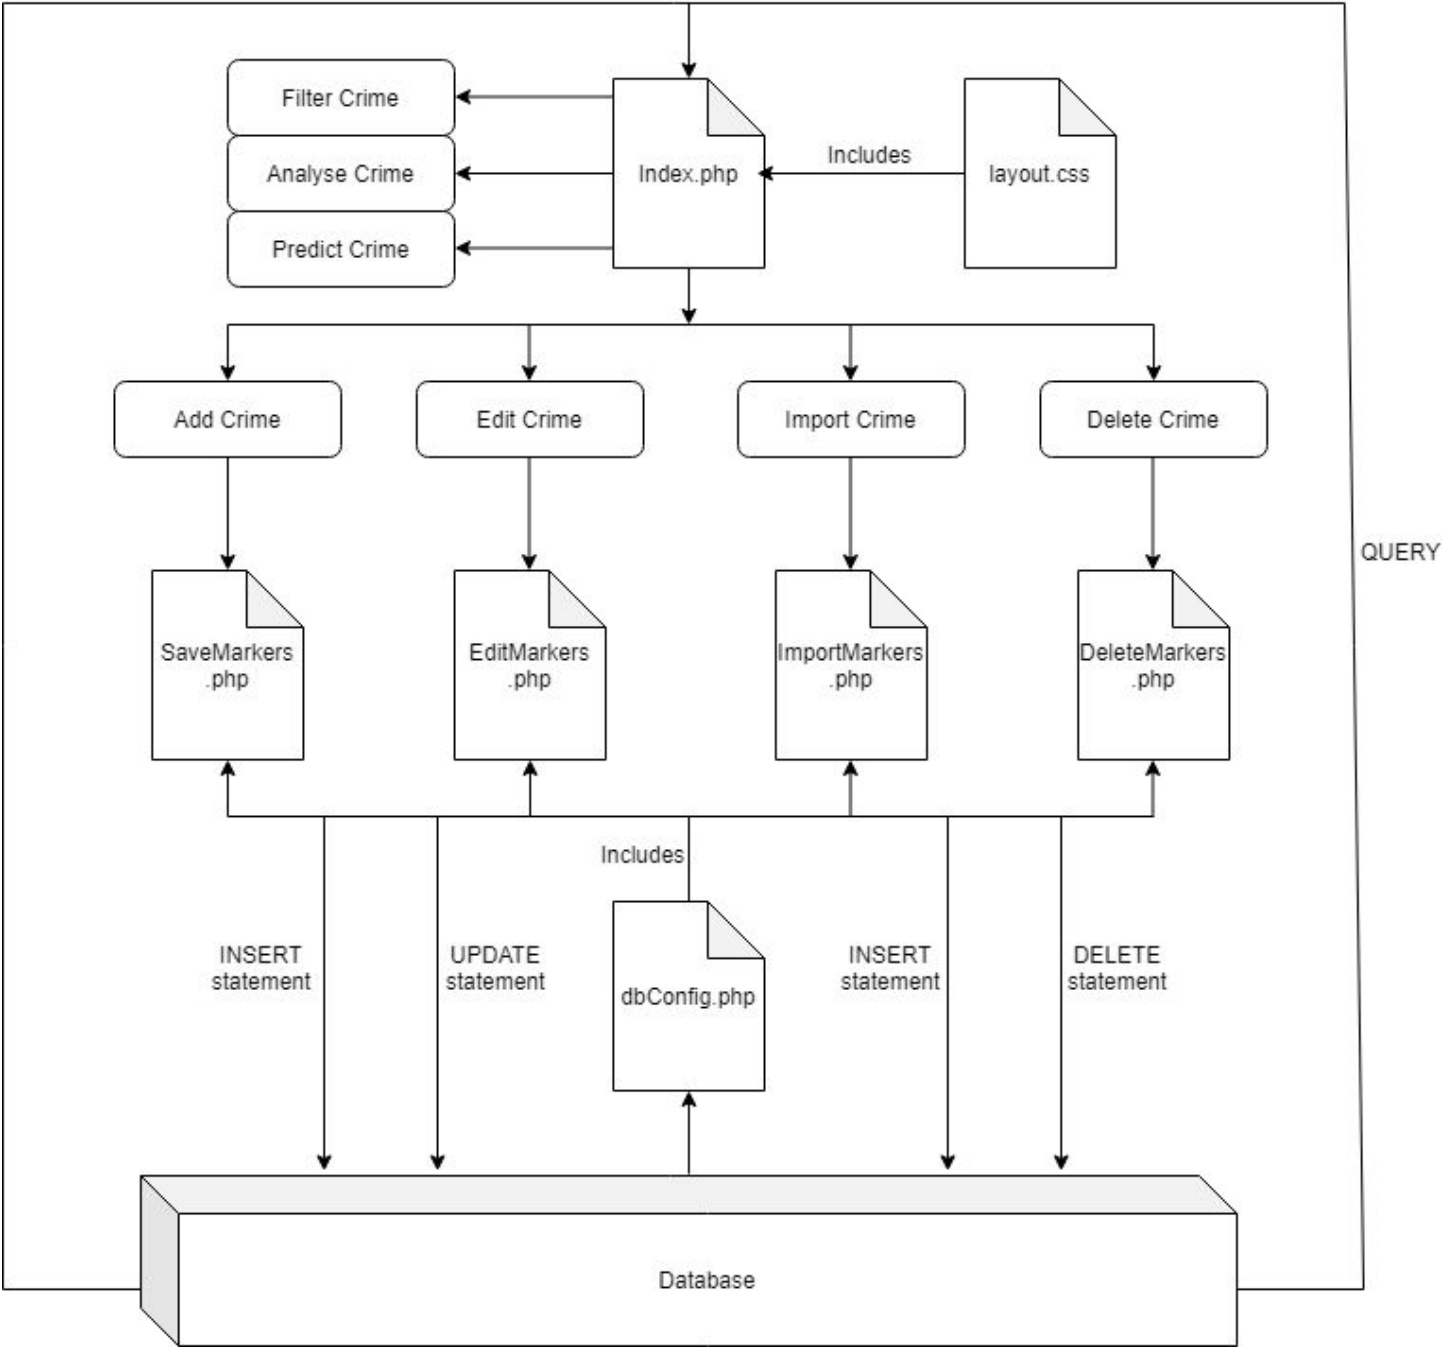 Filter Crime
Analyse Crime
Predict Crime
Index.php
Includes
layout.css
Add Crime
Edit Crime
Import Crime
Delete Crime
QUERY
SaveMarkers
.php
EditMarkers
.php
ImportMarkers
.php
DeleteMarkers
.php
Includes
INSERT
statement
UPDATE
statement
dbConfig.php
INSERT
statement
DELETE
statement
Database